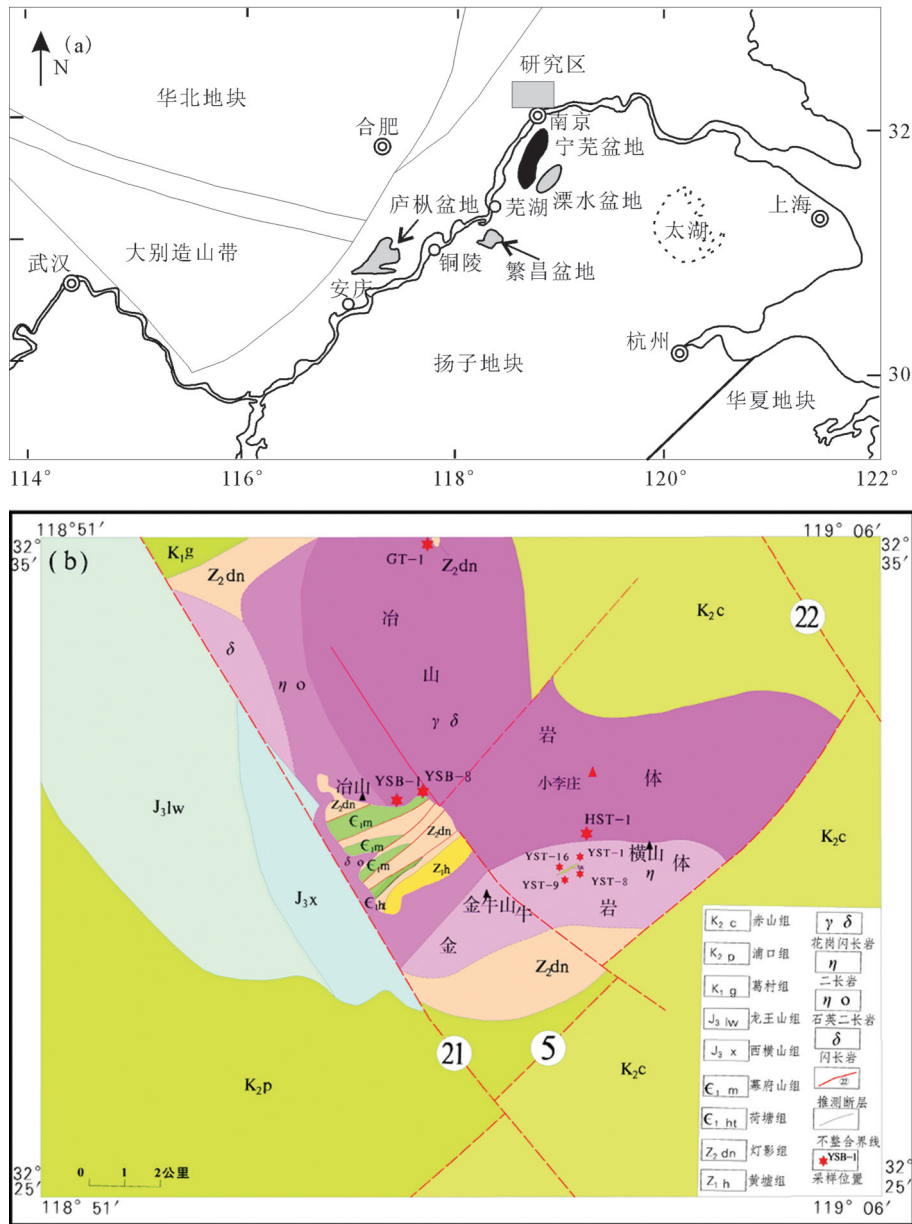 (a)
N
研究区
华北地块
合肥
南京
32
宁芜盆地
庐枞盆地
芜湖
溧水盆地
上海
太湖
大别造山带
武汉
铜陵
繁昌盆地
安庆
杭州
扬子地块
30
华夏地块
114°
116°
118°
120°
122°
118°51′
119°06′
32°35′
32°35′
(b)
K₁g
Z₂dn
GT-1
Z₂dn
K₂c
22
δ
冶
η o
山
γ δ
岩
体
小李庄
冶山
YSB-1
YSB-8
J₃lw
Z₂dn
Є₁m
Z₂dn
HST-1
K₂c
Є₁m
δ o
Є₁m
Z₁h
YST-16
YST-1
横山
体
η
YST-9
YST-8
J₃x
Є₁ht
金牛山
牛
岩
金
Z₂dn
21
5
K₂p
K₂c
K₂c 赤山组
γ δ 花岗闪长岩
K₂p 浦口组
η 二长岩
K₁g 葛村组
η o 石英二长岩
J₃lw 龙王山组
δ 闪长岩
J₃x 西横山组
22 推测断层
Є₁m 幕府山组
Є₁ht 荷塘组
不整合界线
Z₂dn 灯影组
YSB-1 采样位置
Z₁h 黄墟组
0 1 2公里
32°25′
32°25′
118°51′
119°06′